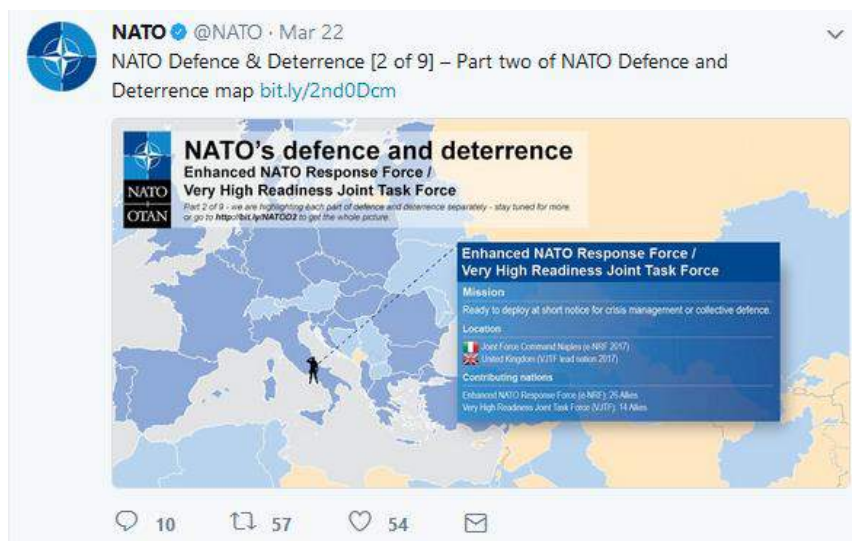 NATO @NATO · Mar 22
NATO Defence & Deterrence [2 of 9] – Part two of NATO Defence and
Deterrence map bit.ly/2nd0Dcm
NATO's defence and deterrence
Enhanced NATO Response Force /
Very High Readiness Joint Task Force
Part 2 of 9 - we are highlighting each part of defence and deterrence separately - stay tuned for more.
or go to http://bit.ly/NATOD2 to get the whole picture.
NATO
OTAN
Enhanced NATO Response Force /
Very High Readiness Joint Task Force
Mission
Ready to deploy at short notice for crisis management or collective defence.
Location
Joint Force Command Naples (e-NRF 2017)
United Kingdom (VJTF lead nation 2017)
Contributing nations
Enhanced NATO Response Force (e-NRF): 26 Allies
Very High Readiness Joint Task Force (VJTF): 14 Allies
10 57 54